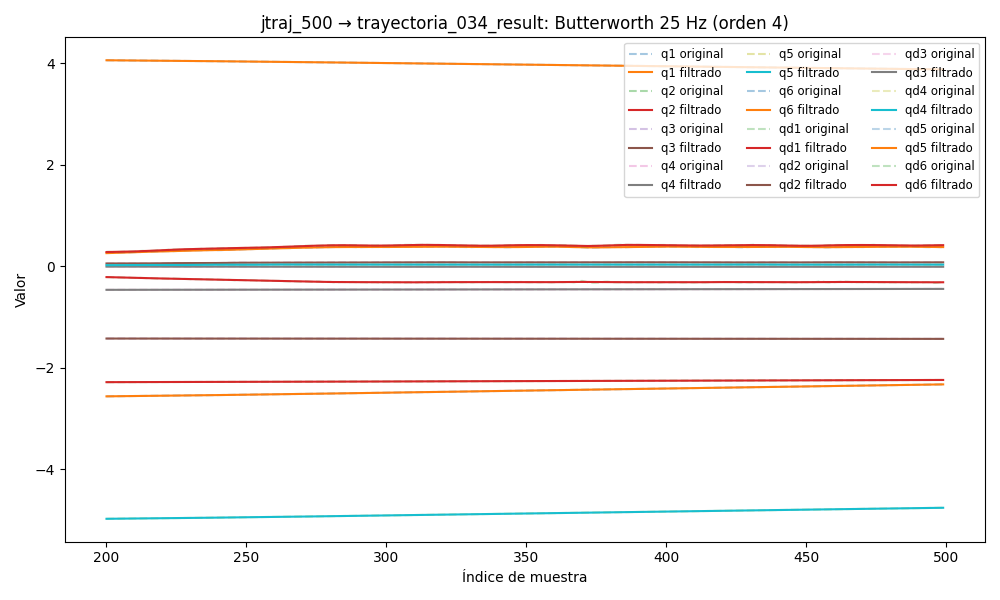 jtraj_500 → trayectoria_034_result: Butterworth 25 Hz (orden 4)
q1 original q5 original qd3 original
q1 filtrado q5 filtrado qd3 filtrado
q2 original q6 original qd4 original
q2 filtrado q6 filtrado qd4 filtrado
q3 original qd1 original qd5 original
q3 filtrado qd1 filtrado qd5 filtrado
q4 original qd2 original qd6 original
q4 filtrado qd2 filtrado qd6 filtrado
4
2
0
−2
−4
Valor
200 250 300 350 400 450 500
Índice de muestra